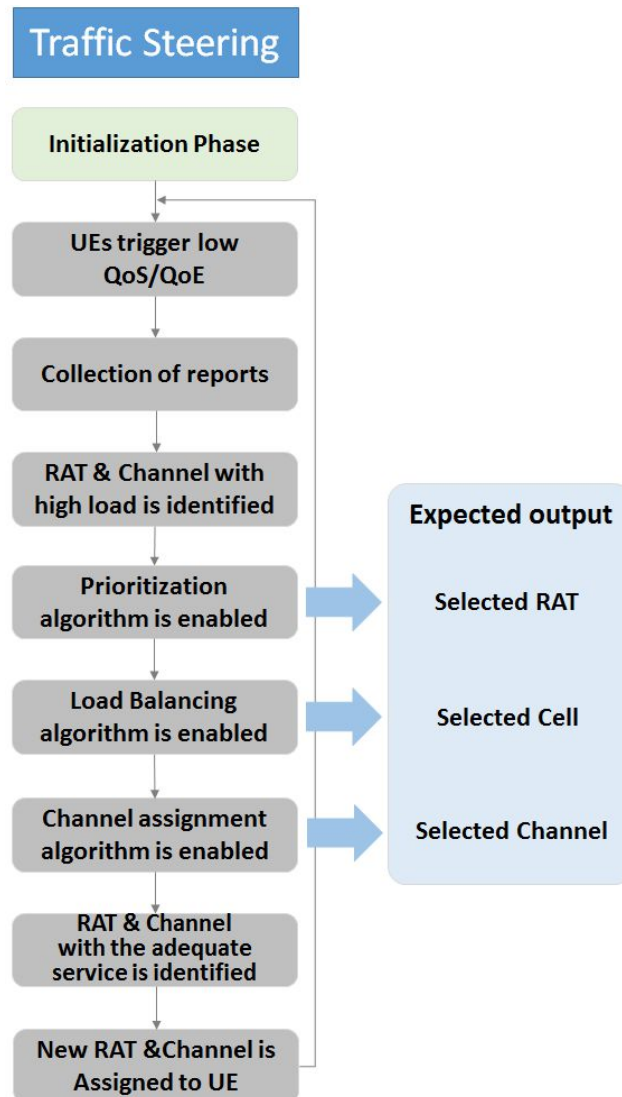 Traffic Steering
Initialization Phase
UEs trigger low
QoS/QoE
Collection of reports
RAT & Channel with
high load is identified
Prioritization
algorithm is enabled
Load Balancing
algorithm is enabled
Channel assignment
algorithm is enabled
RAT & Channel
with the adequate
service is identified
New RAT &Channel is
Assigned to UE
Expected output
Selected RAT
Selected Cell
Selected Channel